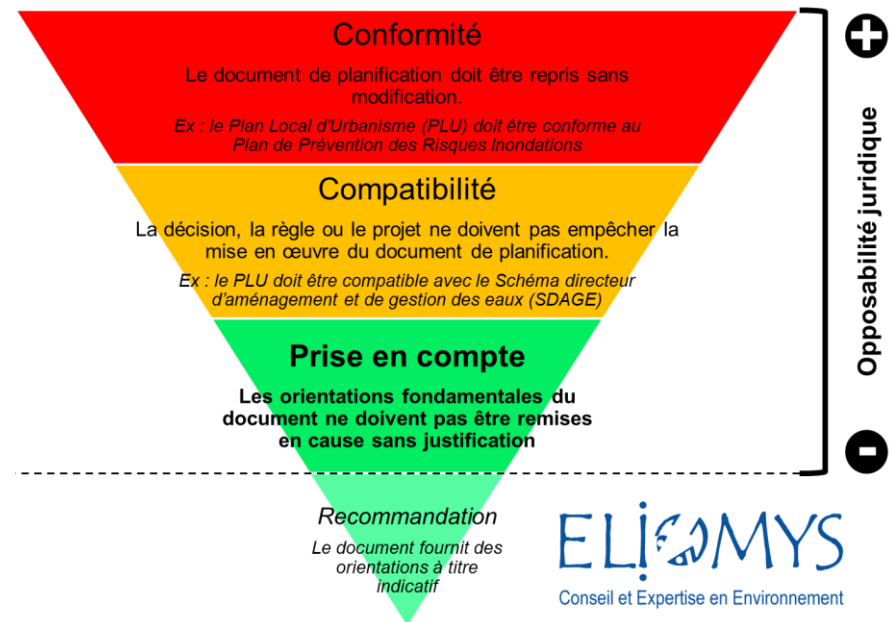 Conformité
Le document de planification doit être repris sans
modification.
Ex : le Plan Local d'Urbanisme (PLU) doit être conforme au
Plan de Prévention des Risques Inondations
Compatibilité
La décision, la règle ou le projet ne doivent pas empêcher la
mise en œuvre du document de planification.
Ex : le PLU doit être compatible avec le Schéma directeur
d'aménagement et de gestion des eaux (SDAGE)
Prise en compte
Les orientations fondamentales du
document ne doivent pas être remises
en cause sans justification
Recommandation
Le document fournit des
orientations à titre
indicatif
+
Opposabilité juridique
-
ELIOMYS
Conseil et Expertise en Environnement